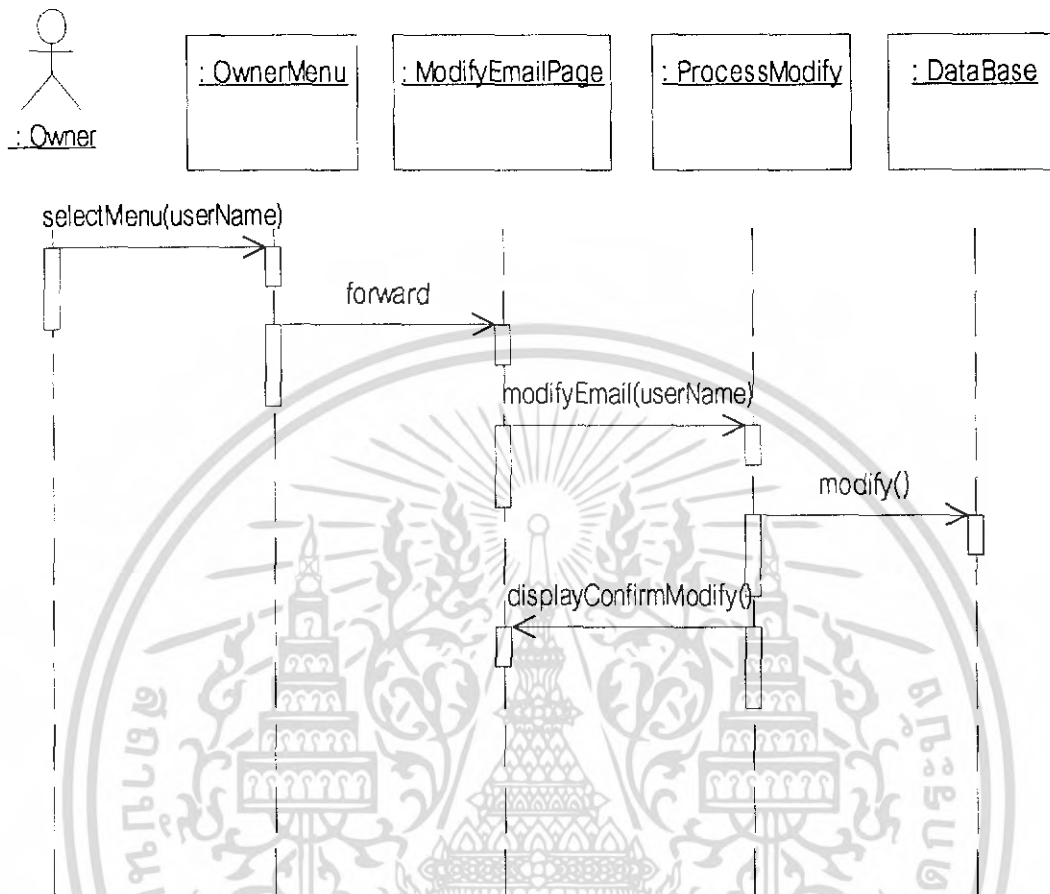 : Owner
: OwnerMenu
: ModifyEmailPage
: ProcessModify
: DataBase
selectMenu(userName)
forward
modifyEmail(userName)
modify()
displayConfirmModify()